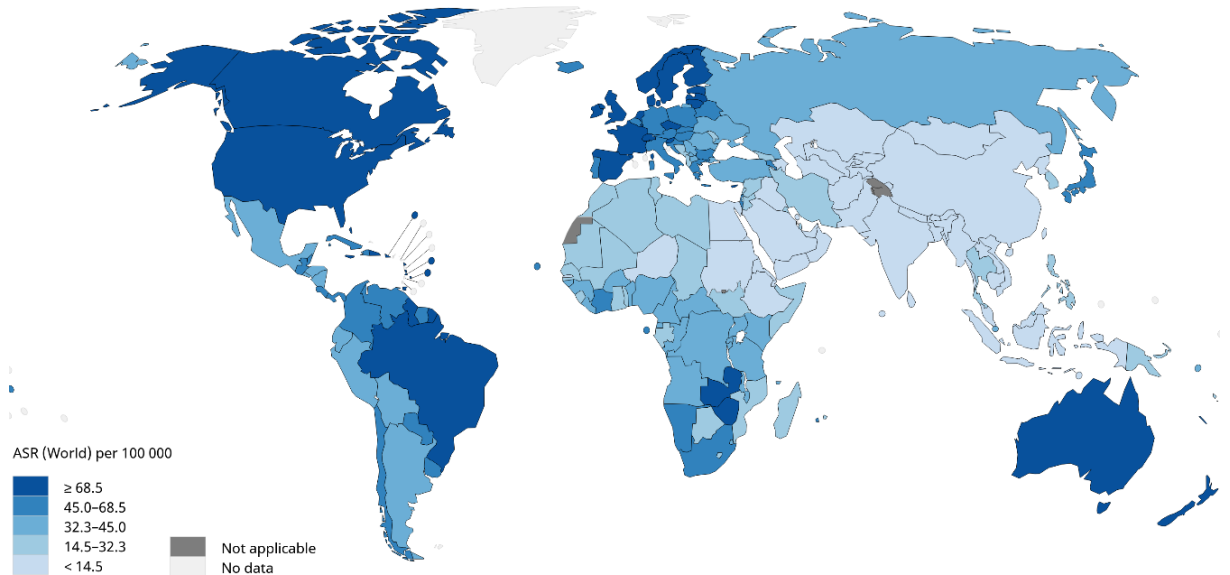 ASR (World) per 100 000
≥ 68.5
45.0–68.5
32.3–45.0
14.5–32.3
< 14.5
Not applicable
No data